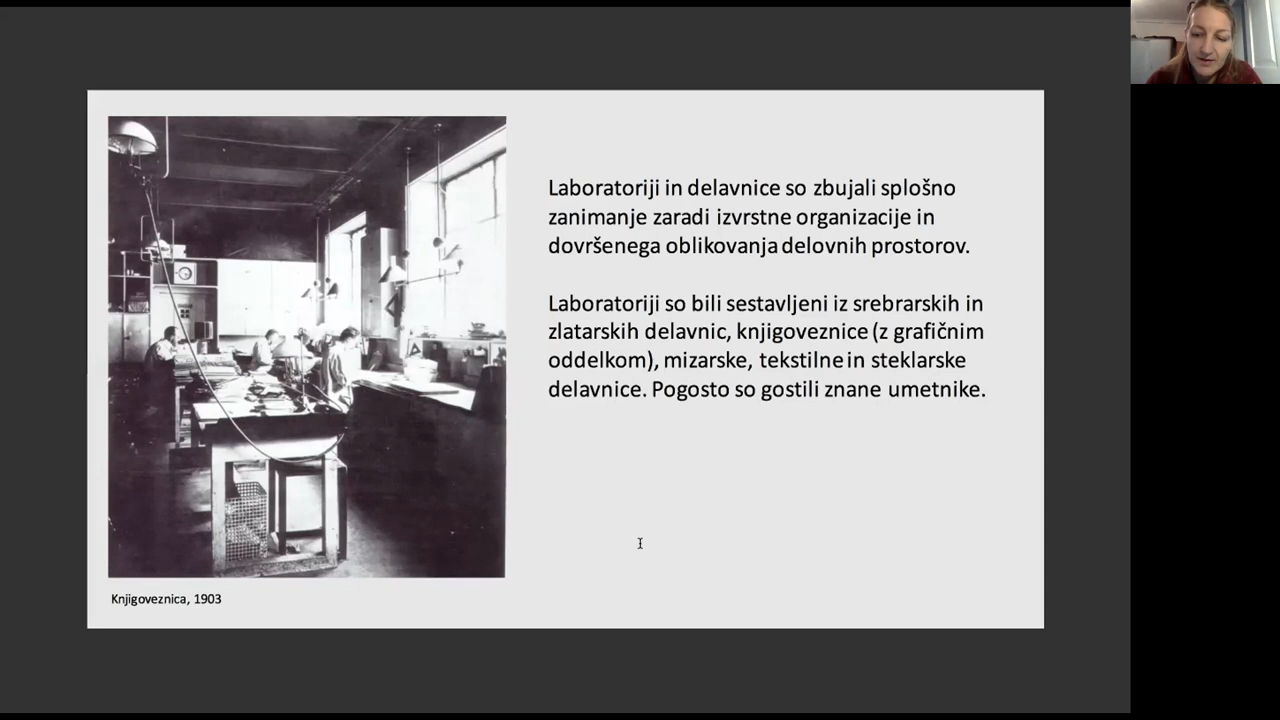 Laboratoriji in delavnice so zbujali splošno
zanimanje zaradi izvrstne organizacije in
dovršenega oblikovanja delovnih prostorov.
Laboratoriji so bili sestavljeni iz srebrarskih in
zlatarskih delavnic, knjigoveznice (z grafičnim
oddelkom), mizarske, tekstilne in steklarske
delavnice. Pogosto so gostili znane umetnike.
Knjigoveznica, 1903